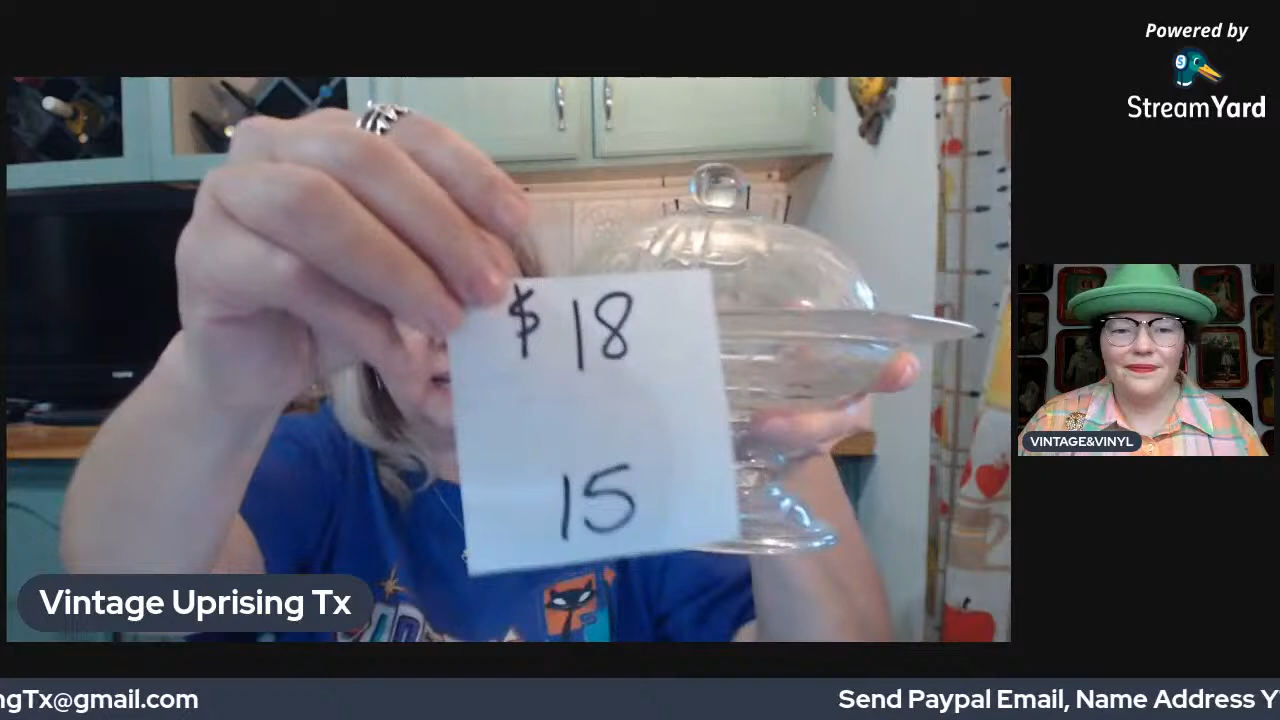 Powered by
StreamYard
$ 18
15
VINTAGE&VINYL
Vintage Uprising Tx
ngTx@gmail.com
Send Paypal Email, Name Address Y